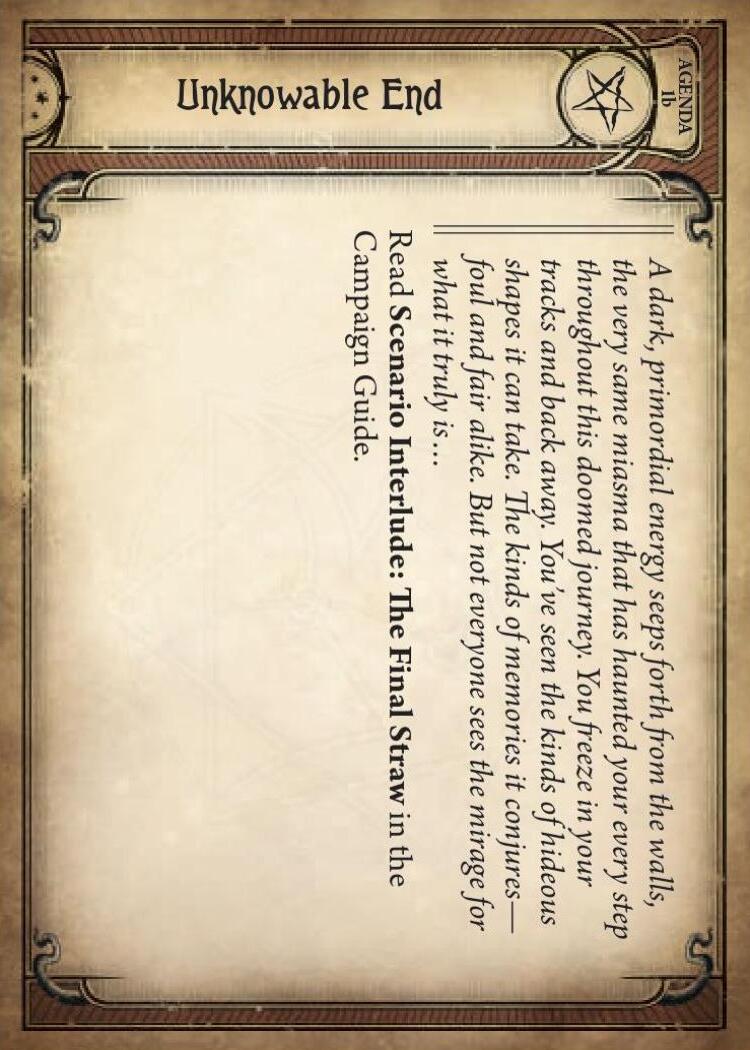 AGENDA
1b
A dark, primordial energy seeps forth from the walls,
the very same miasma that has haunted your every step
throughout this doomed journey. You freeze in your
tracks and back away. You’ve seen the kinds of hideous
shapes it can take. The kinds of memories it conjures—
foul and fair alike. But not everyone sees the mirage for
what it truly is…
Read Scenario Interlude: The Final Straw in the
Campaign Guide.
Unknowable End